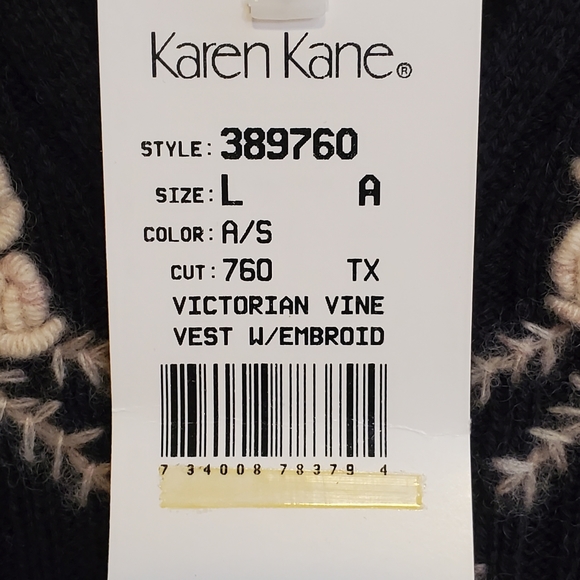 Karen Kane®
STYLE: 389760
SIZE: L A
COLOR: A/S
CUT: 760 TX
VICTORIAN VINE
VEST W/EMBROID
7 34008 78379 4